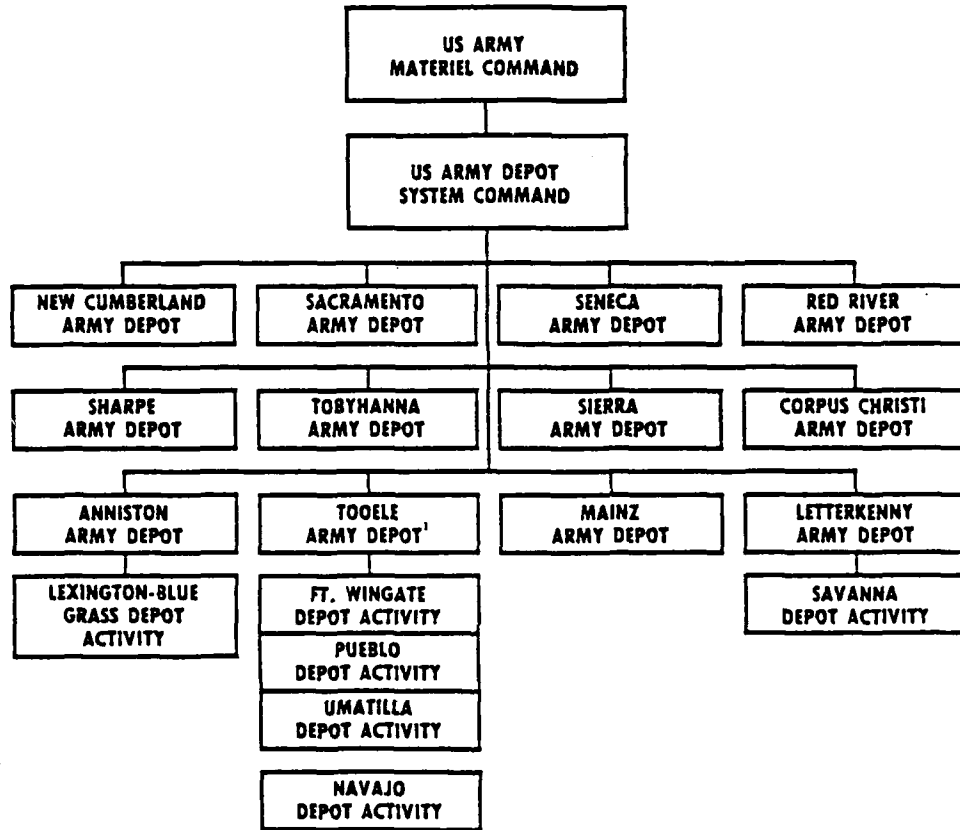 US ARMY
MATERIEL COMMAND
US ARMY DEPOT
SYSTEM COMMAND
NEW CUMBERLAND
ARMY DEPOT
SACRAMENTO
ARMY DEPOT
SENECA
ARMY DEPOT
RED RIVER
ARMY DEPOT
SHARPE
ARMY DEPOT
TOBYHANNA
ARMY DEPOT
SIERRA
ARMY DEPOT
CORPUS CHRISTI
ARMY DEPOT
ANNISTON
ARMY DEPOT
TOOELE
ARMY DEPOT¹
MAINZ
ARMY DEPOT
LETTERKENNY
ARMY DEPOT
LEXINGTON-BLUE
GRASS DEPOT
ACTIVITY
FT. WINGATE
DEPOT ACTIVITY
PUEBLO
DEPOT ACTIVITY
UMATILLA
DEPOT ACTIVITY
NAVAJO
DEPOT ACTIVITY
SAVANNA
DEPOT ACTIVITY